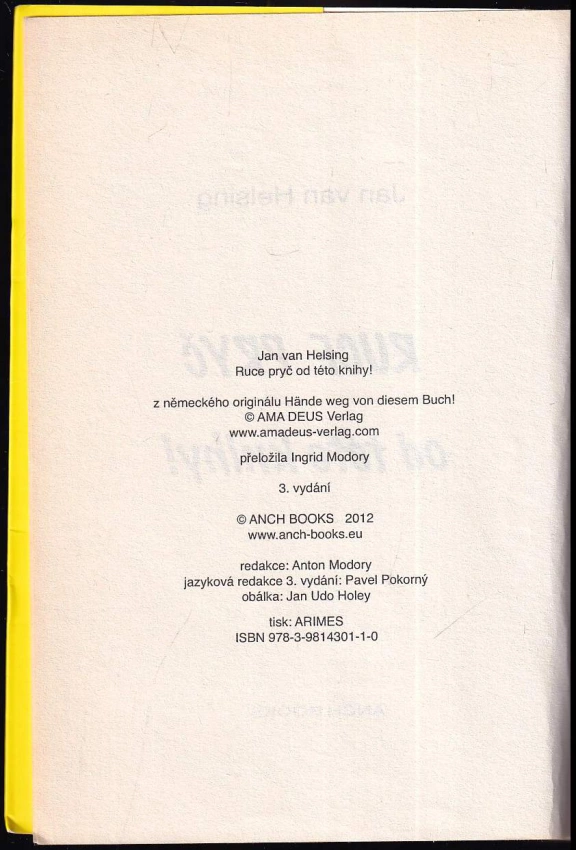 Jan van Helsing
Ruce pryč od této knihy!
z německého originálu Hände weg von diesem Buch!
© AMA DEUS Verlag
www.amadeus-verlag.com
přeložila Ingrid Modory
3. vydání
© ANCH BOOKS 2012
www.anch-books.eu
redakce: Anton Modory
jazyková redakce 3. vydání: Pavel Pokorný
obálka: Jan Udo Holey
tisk: ARIMES
ISBN 978-3-9814301-1-0